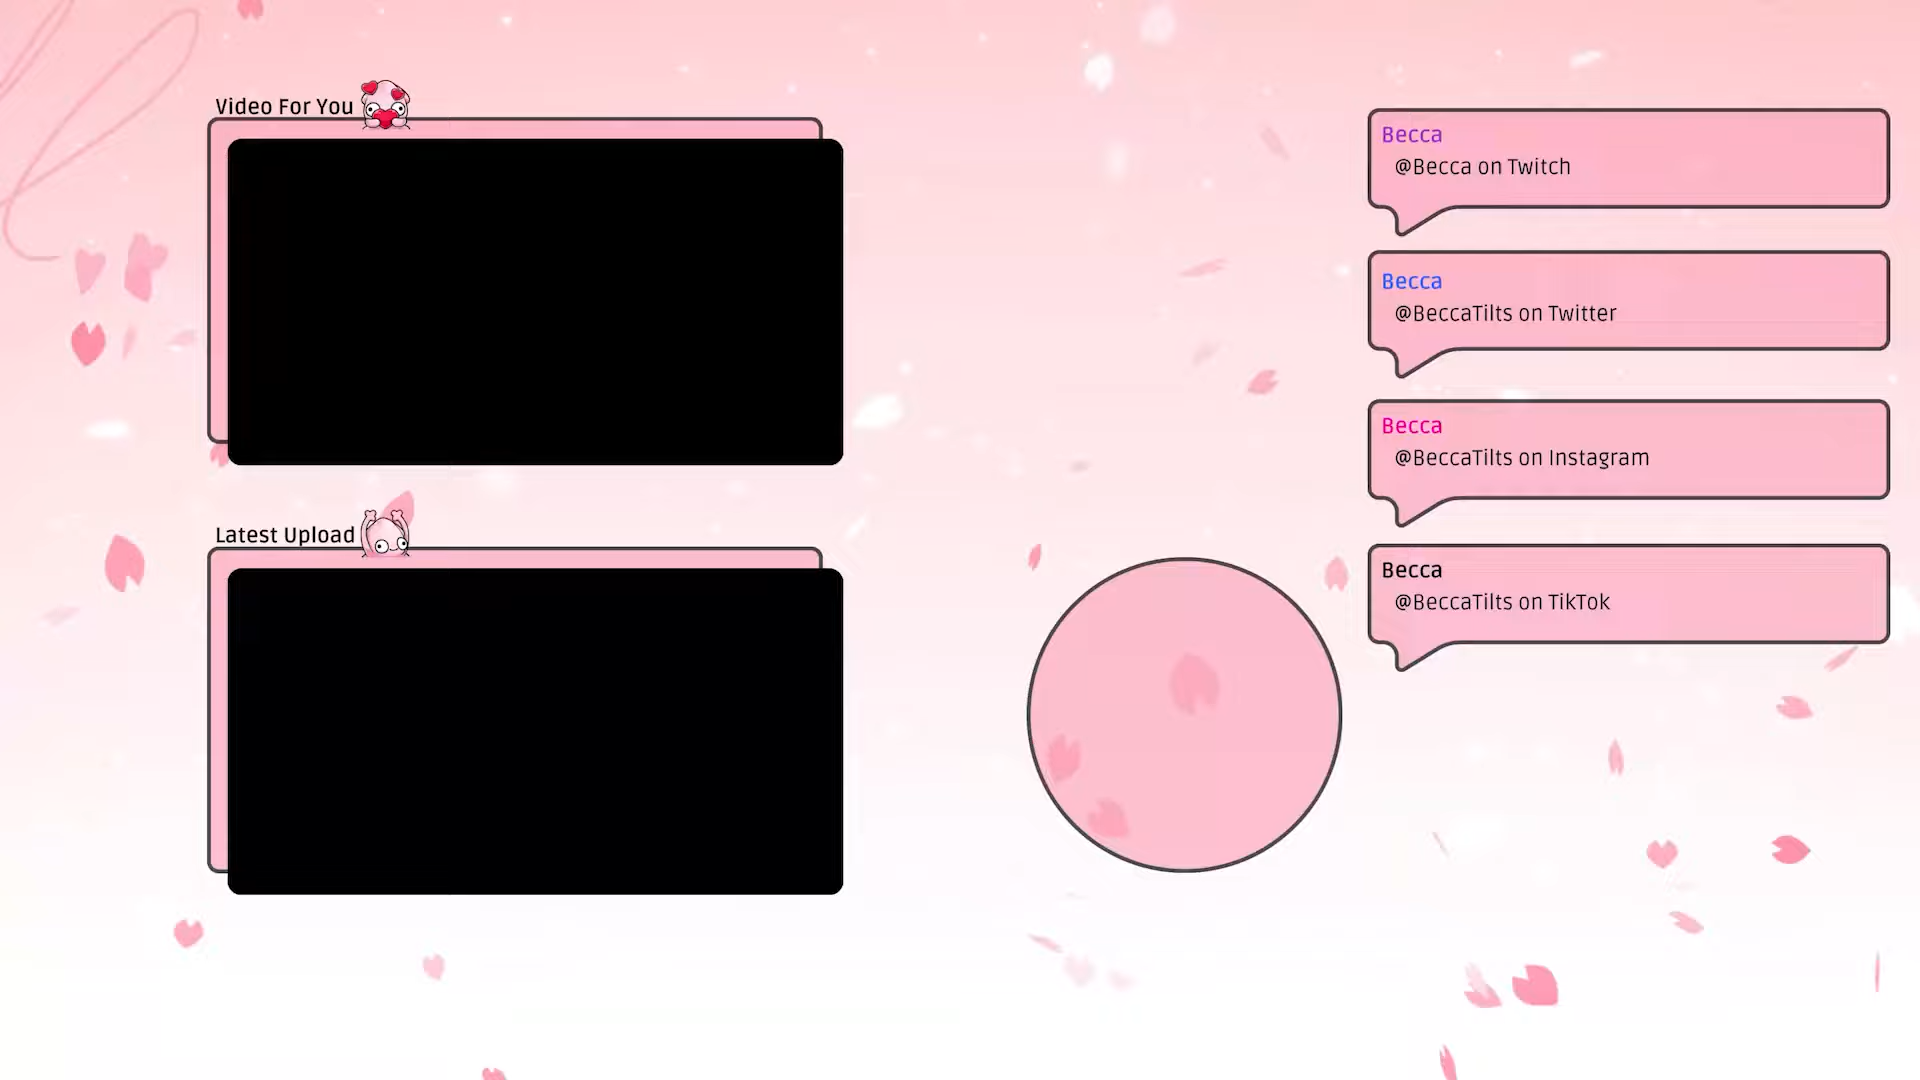 Video For You
Latest Upload
Becca
@Becca on Twitch
Becca
@BeccaTilts on Twitter
Becca
@BeccaTilts on Instagram
Becca
@BeccaTilts on TikTok